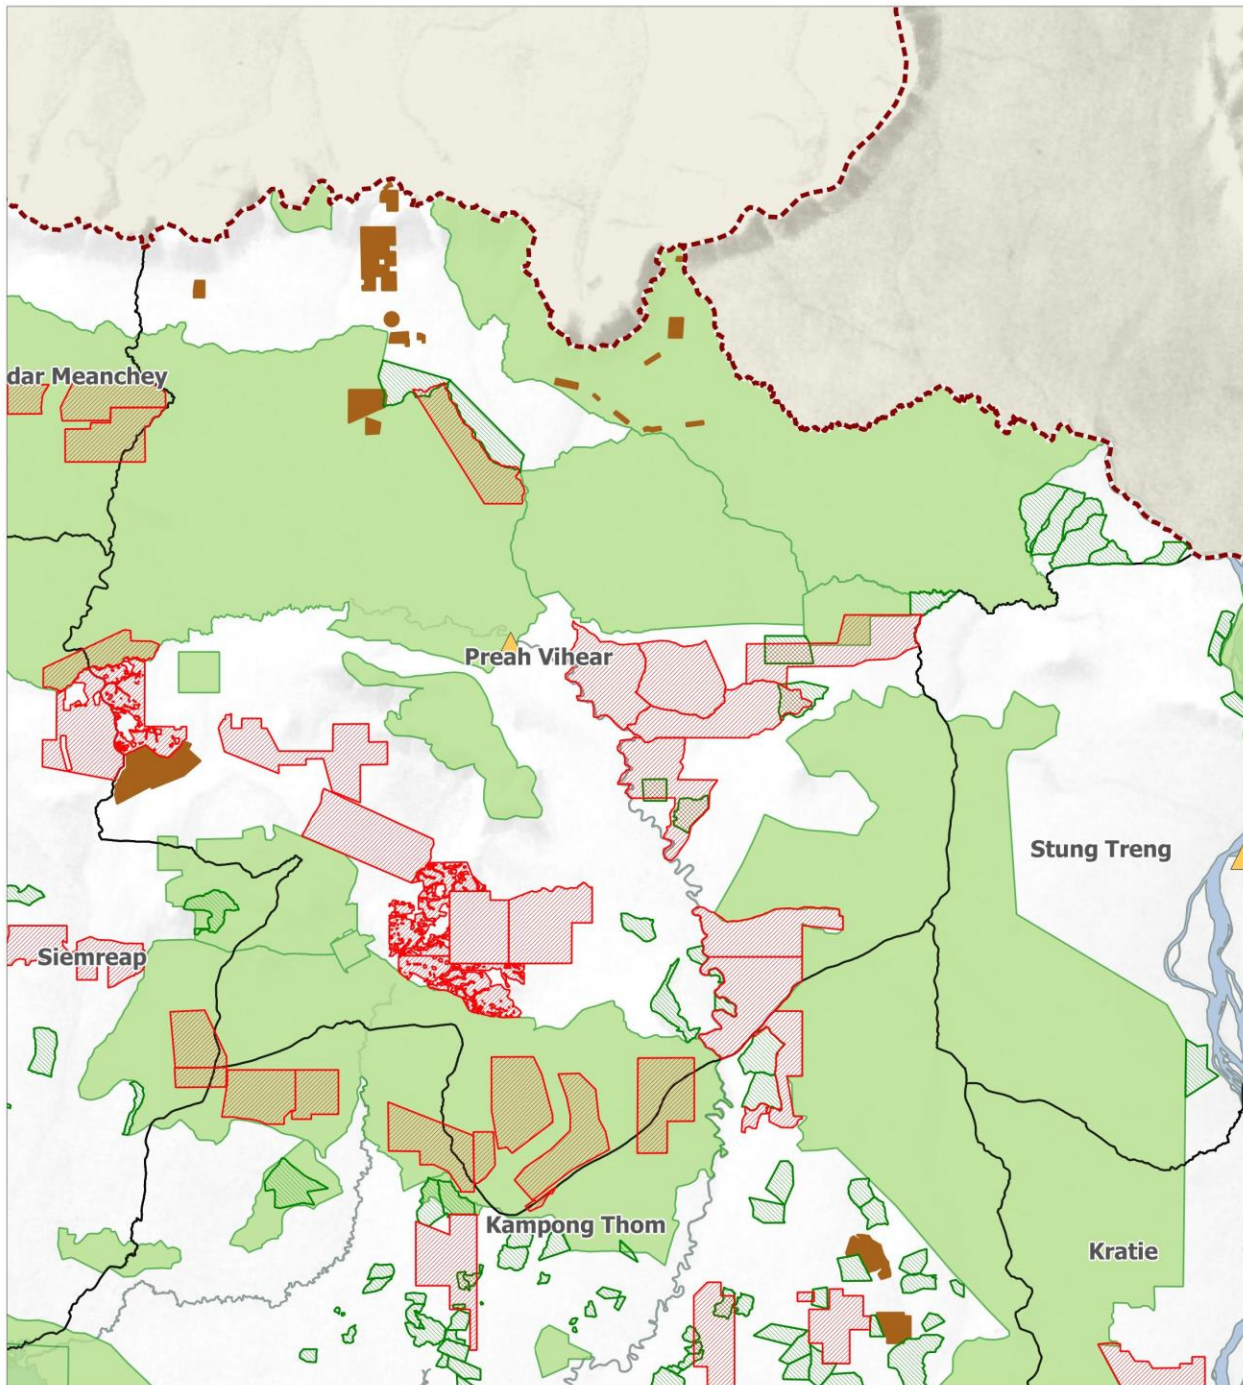 dar Meanchey
Preah Vihear
Stung Treng
Siemreap
Kampong Thom
Kratie